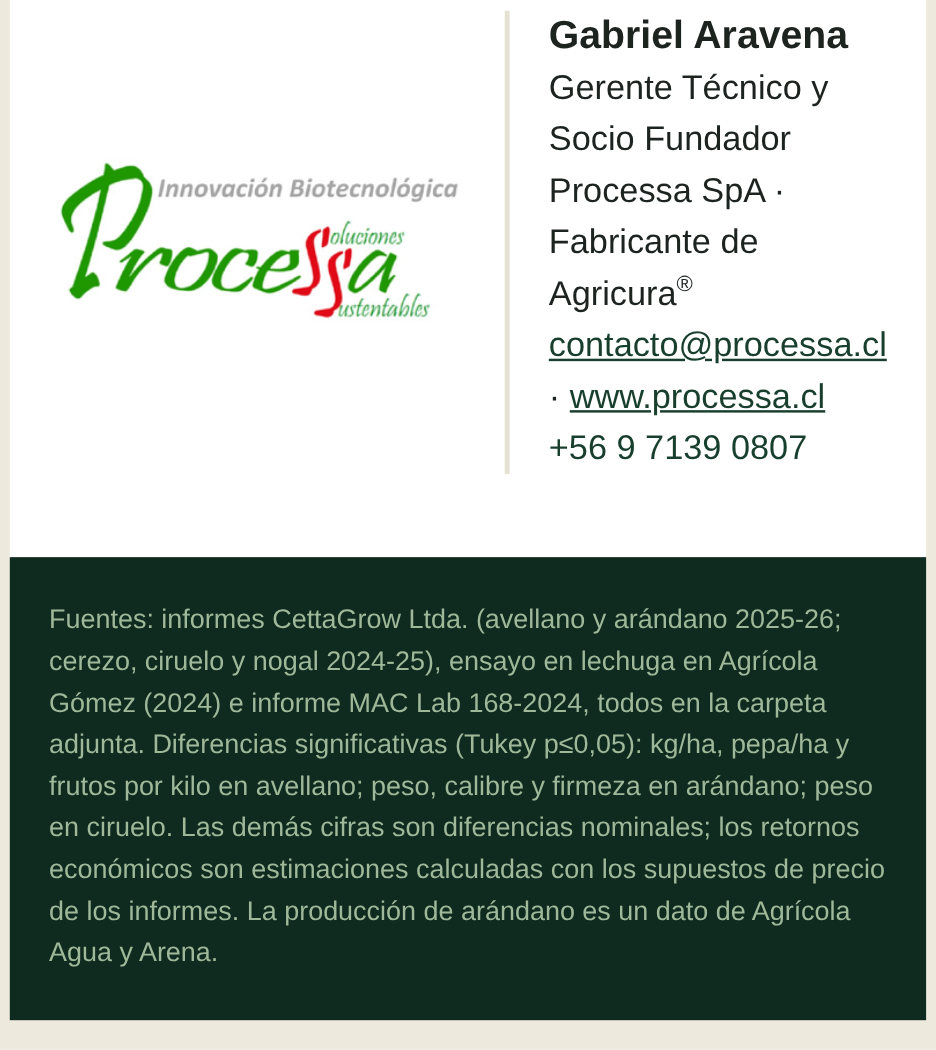 Innovación Biotecnológica
Processa
oluciones
ustentables
Gabriel Aravena
Gerente Técnico y
Socio Fundador
Processa SpA ·
Fabricante de
Agricura®
contacto@processa.cl
· www.processa.cl
+56 9 7139 0807
Fuentes: informes CettaGrow Ltda. (avellano y arándano 2025-26;
cerezo, ciruelo y nogal 2024-25), ensayo en lechuga en Agrícola
Gómez (2024) e informe MAC Lab 168-2024, todos en la carpeta
adjunta. Diferencias significativas (Tukey p≤0,05): kg/ha, pepa/ha y
frutos por kilo en avellano; peso, calibre y firmeza en arándano; peso
en ciruelo. Las demás cifras son diferencias nominales; los retornos
económicos son estimaciones calculadas con los supuestos de precio
de los informes. La producción de arándano es un dato de Agrícola
Agua y Arena.